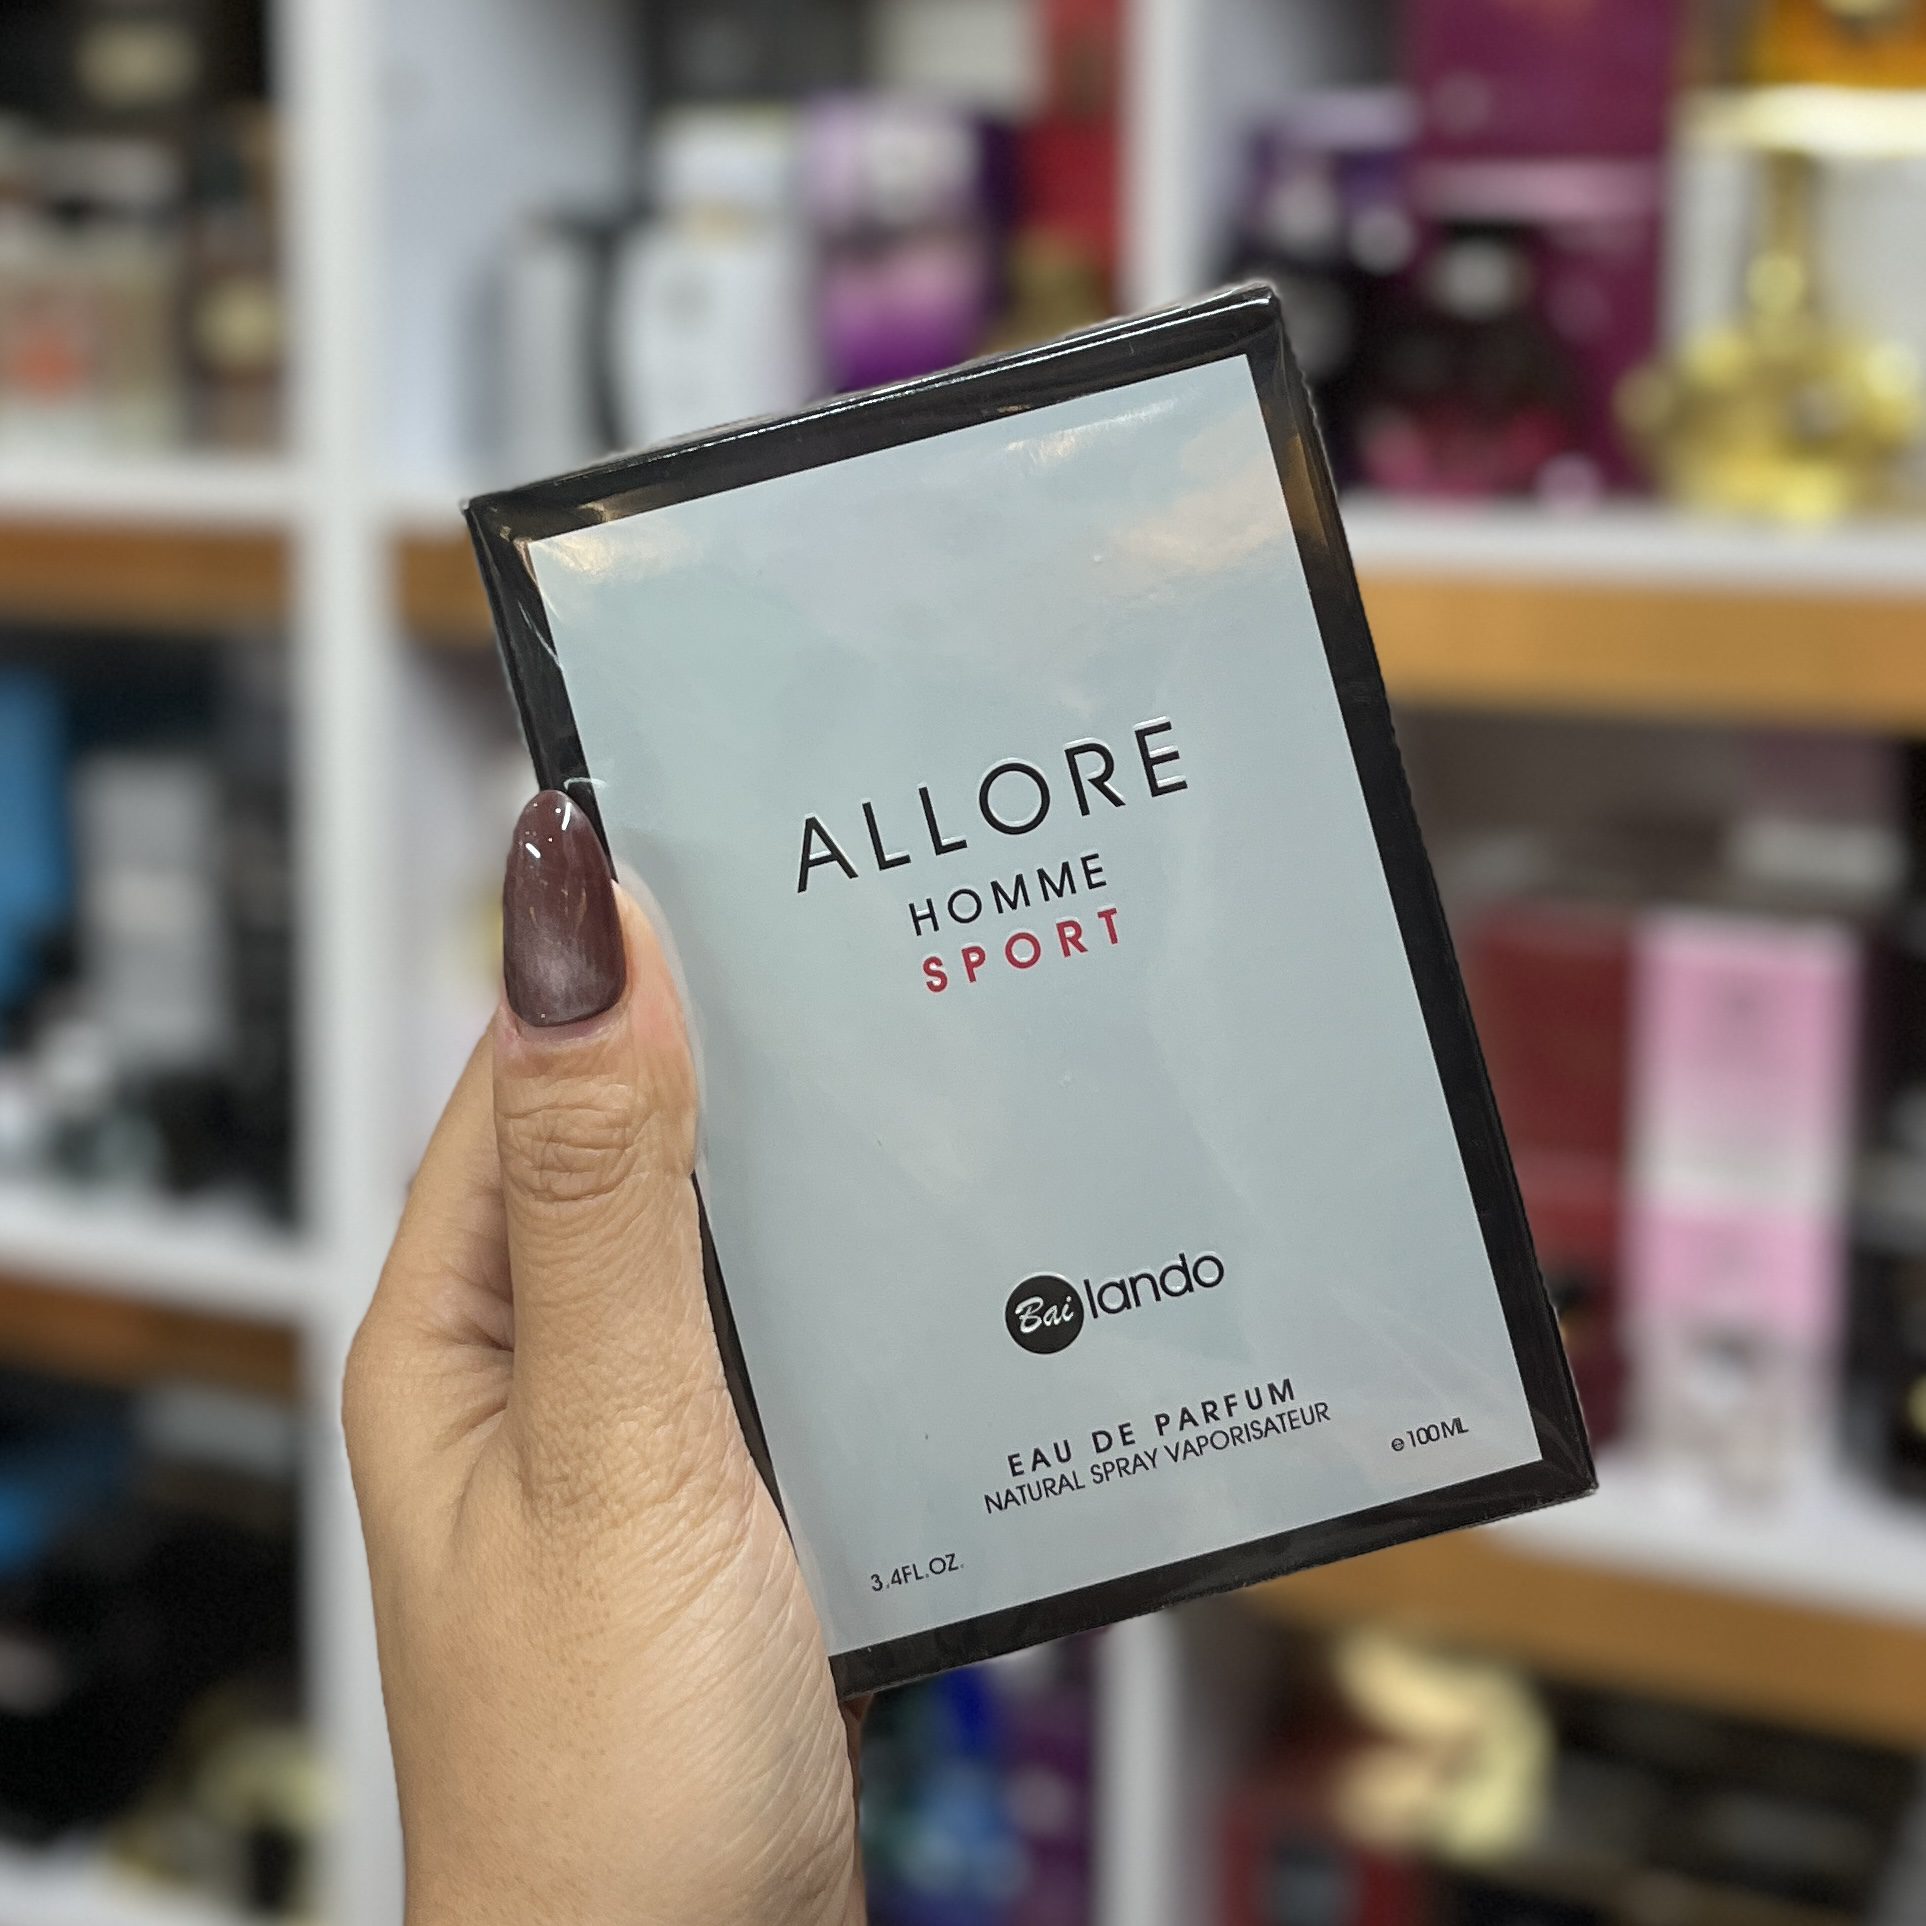 ALLORE
HOMME
SPORT
Bai lando
EAU DE PARFUM
NATURAL SPRAY VAPORISATEUR
℮100ML
3.4FL.OZ.